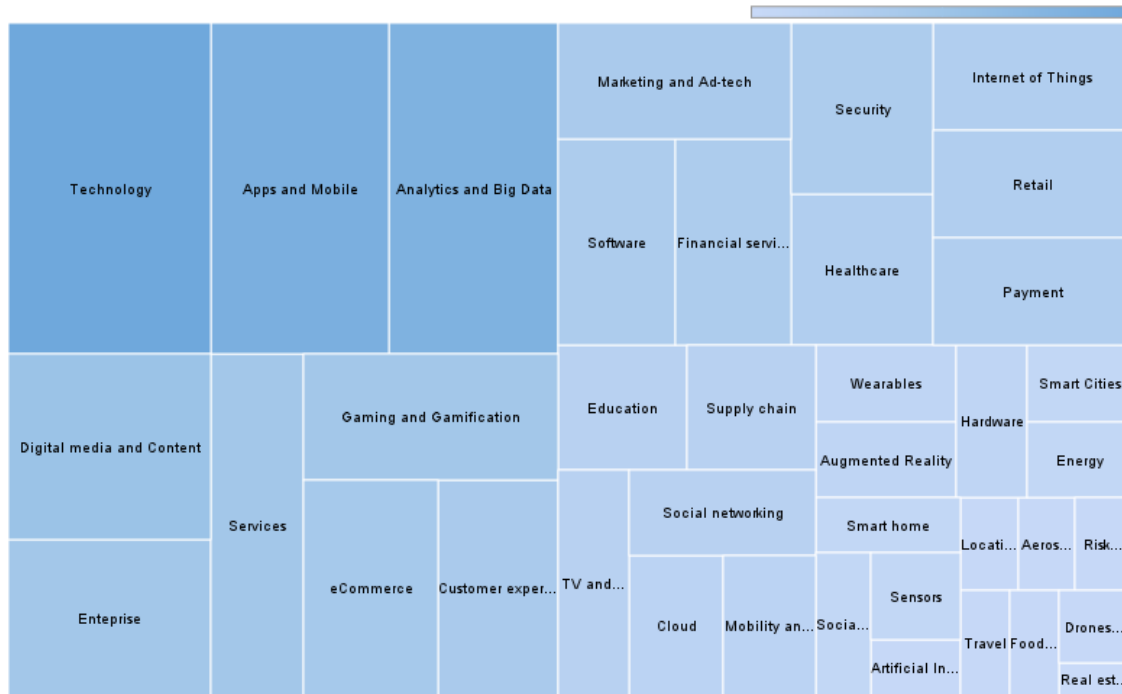 Technology
Apps and Mobile
Analytics and Big Data
Marketing and Ad-tech
Security
Internet of Things
Retail
Software
Financial servi...
Healthcare
Payment
Digital media and Content
Enteprise
Services
Gaming and Gamification
eCommerce
Customer exper...
Education
Supply chain
Wearables
Augmented Reality
Hardware
Smart Cities
Energy
TV and...
Social networking
Cloud
Mobility an...
Smart home
Socia...
Sensors
Artificial In...
Locati...
Aeros...
Risk...
Travel
Food...
Drones...
Real est...